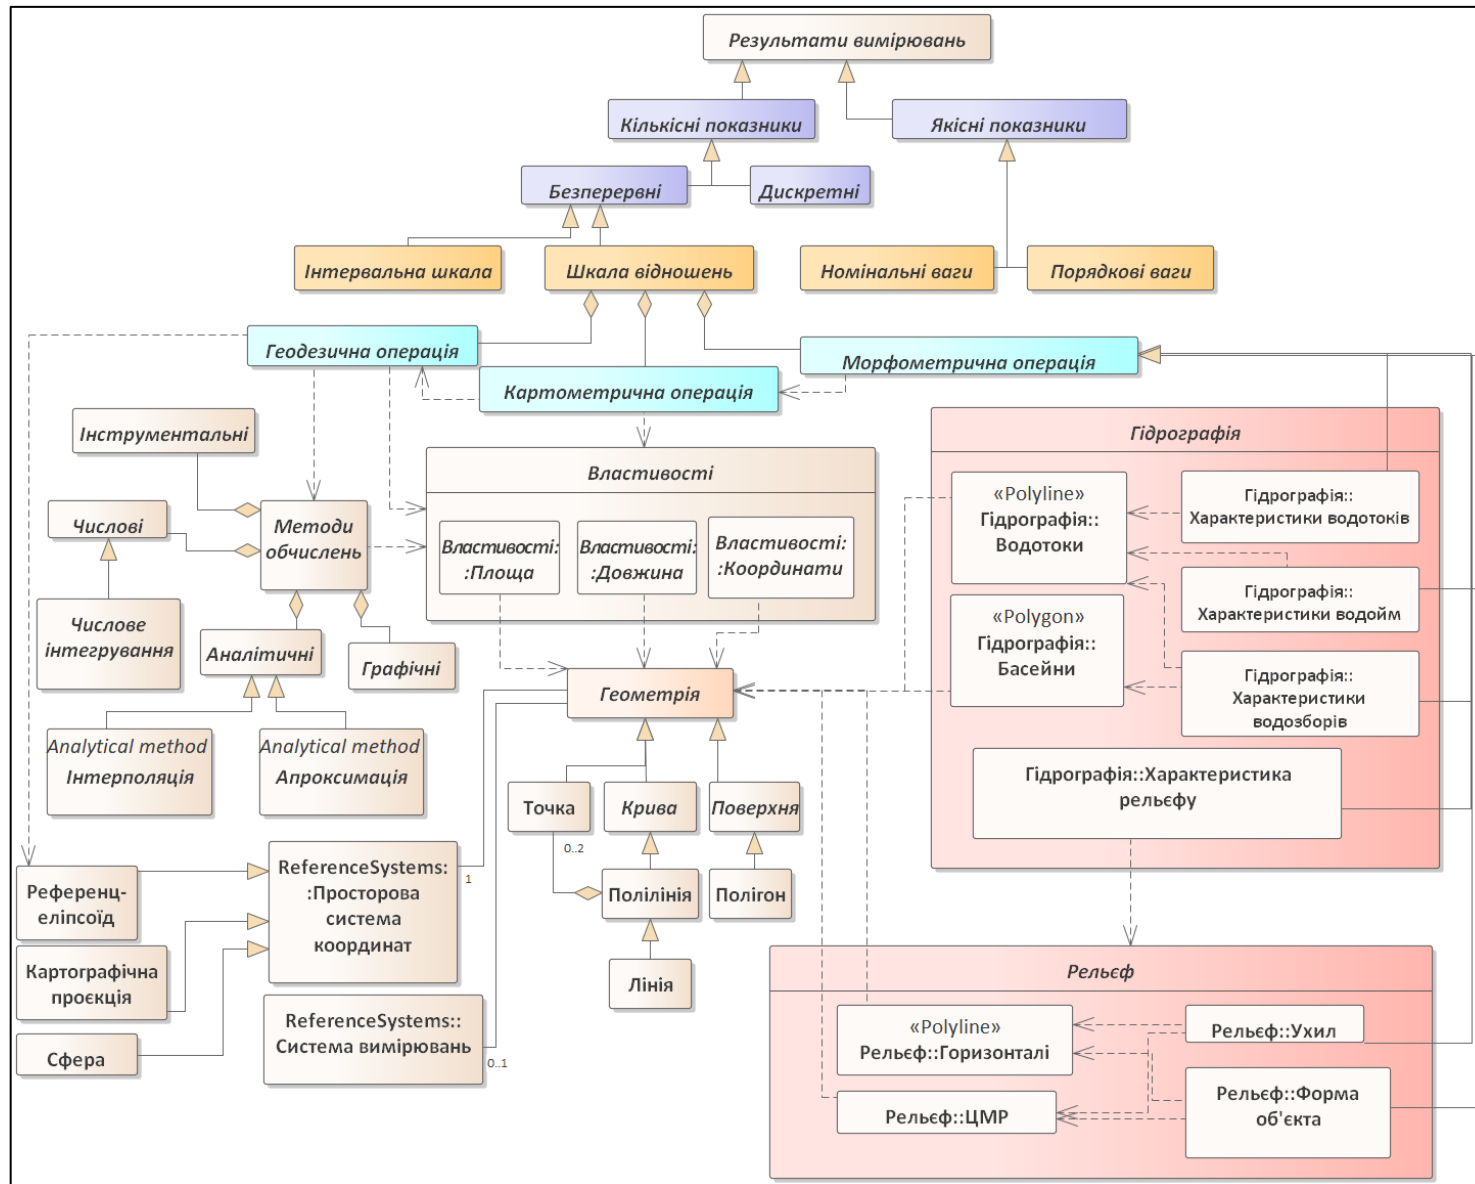 Результати вимірювань
Кількісні показники
Якісні показники
Безперервні
Дискретні
Інтервальна шкала
Шкала відношень
Номінальні ваги
Порядкові ваги
Геодезична операція
Морфометрична операція
Картометрична операція
Інструментальні
Числові
Методи
обчислень
Числове
інтегрування
Аналітичні
Графічні
Analytical method
Інтерполяція
Analytical method
Апроксимація
Властивості
Властивості:
:Площа
Властивості:
:Довжина
Властивості:
:Координати
Геометрія
Гідрографія
«Polyline»
Гідрографія::
Водотоки
Гідрографія::
Характеристики водотоків
«Polygon»
Гідрографія::
Басейни
Гідрографія::
Характеристики водойм
Гідрографія::
Характеристики
водозборів
Гідрографія::Характеристика
рельєфу
Точка
Крива
Поверхня
0..2
Полілінія
Полігон
Лінія
Референц-
еліпсоїд
Картографічна
проєкція
Сфера
ReferenceSystems:
:Просторова
система
координат
1
ReferenceSystems::
Система вимірювань
0..1
Рельєф
«Polyline»
Рельєф::Горизонталі
Рельєф::Ухил
Рельєф::ЦМР
Рельєф::Форма
об'єкта